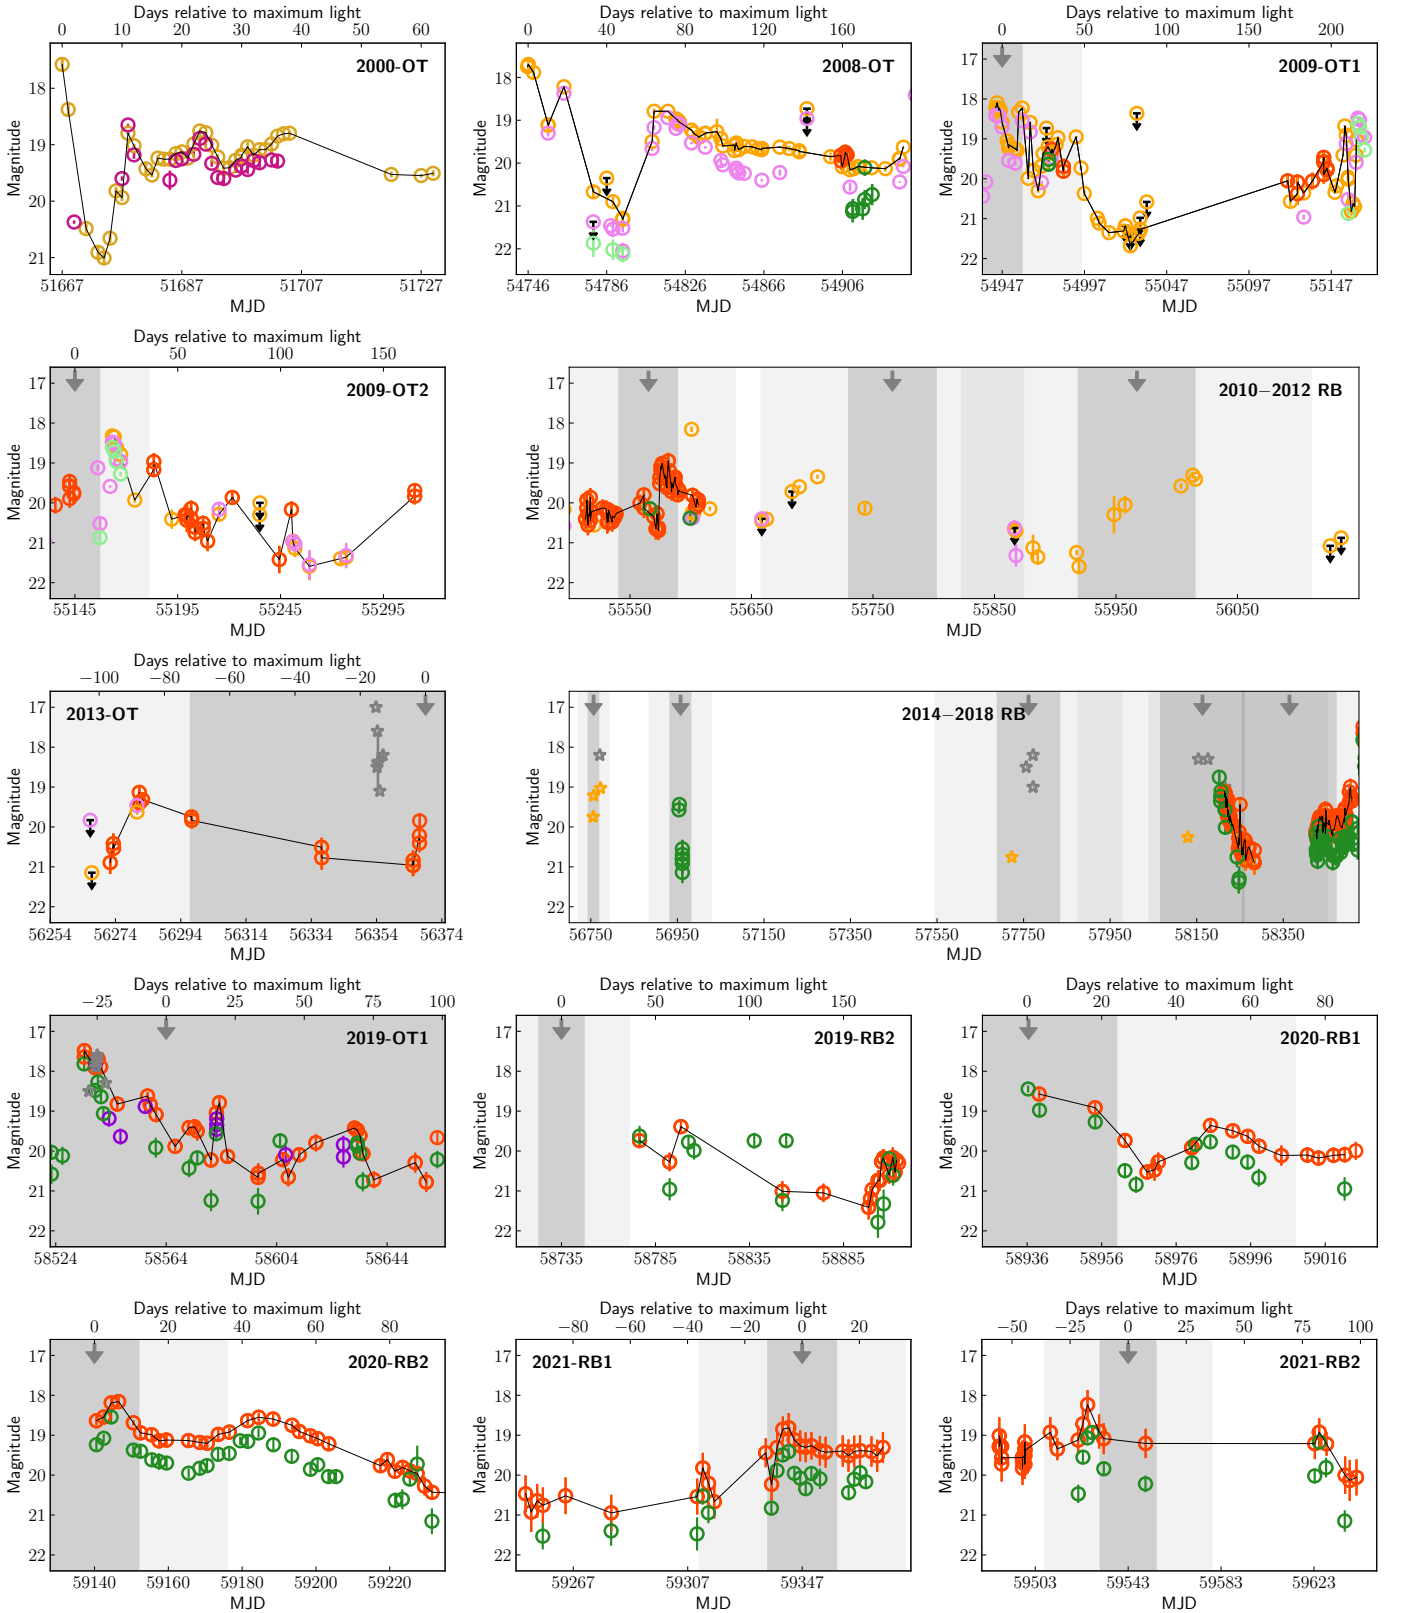 Days relative to maximum light Days relative to maximum light Days relative to maximum light
0 10 20 30 40 50 60 0 40 80 120 160 0 50 100 150 200
2000-OT 2008-OT 2009-OT1
Magnitude Magnitude Magnitude
18 19 20 21 18 19 20 21 22 17 18 19 20 21 22
51667 51687 51707 51727 54746 54786 54826 54866 54906 54947 54997 55047 55097 55147
MJD MJD MJD
Days relative to maximum light
0 50 100 150
2009-OT2 2010−2012 RB
Magnitude Magnitude
17 18 19 20 21 22 17 18 19 20 21 22
55145 55195 55245 55295 55550 55650 55750 55850 55950 56050
MJD MJD
Days relative to maximum light
−100 −80 −60 −40 −20 0
2013-OT 2014−2018 RB
Magnitude Magnitude
17 18 19 20 21 22 17 18 19 20 21 22
56254 56274 56294 56314 56334 56354 56374 56750 56950 57150 57350 57550 57750 57950 58150 58350
MJD MJD
Days relative to maximum light Days relative to maximum light Days relative to maximum light
−25 0 25 50 75 100 0 50 100 150 0 20 40 60 80
2019-OT1 2019-RB2 2020-RB1
Magnitude Magnitude Magnitude
17 18 19 20 21 22 17 18 19 20 21 22 17 18 19 20 21 22
58524 58564 58604 58644 58735 58785 58835 58885 58936 58956 58976 58996 59016
MJD MJD MJD
Days relative to maximum light Days relative to maximum light Days relative to maximum light
0 20 40 60 80 −80 −60 −40 −20 0 20 −50 −25 0 25 50 75 100
2020-RB2 2021-RB1 2021-RB2
Magnitude Magnitude Magnitude
17 18 19 20 21 22 17 18 19 20 21 22 17 18 19 20 21 22
59140 59160 59180 59200 59220 59267 59307 59347 59503 59543 59583 59623
MJD MJD MJD